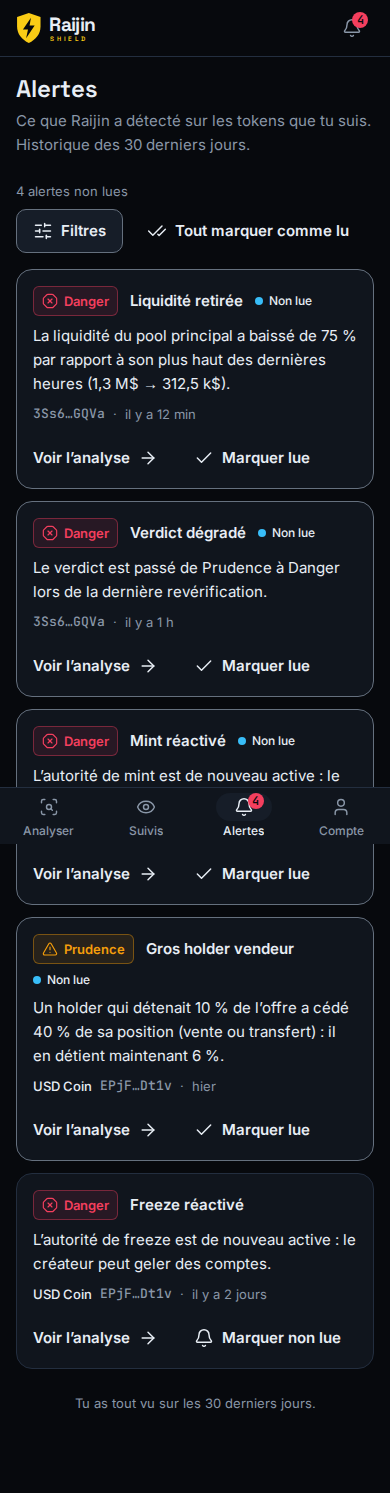 Raijin
SHIELD
4
Alertes
Ce que Raijin a détecté sur les tokens que tu suis.
Historique des 30 derniers jours.
4 alertes non lues
Filtres
Tout marquer comme lu
Danger Liquidité retirée Non lue
La liquidité du pool principal a baissé de 75 %
par rapport à son plus haut des dernières
heures (1,3 M$ → 312,5 k$).
3Ss6…GQVa · il y a 12 min
Voir l’analyse → Marquer lue
Danger Verdict dégradé Non lue
Le verdict est passé de Prudence à Danger
lors de la dernière revérification.
3Ss6…GQVa · il y a 1 h
Voir l’analyse → Marquer lue
Danger Mint réactivé Non lue
L’autorité de mint est de nouveau active : le
4
Analyser Suivis Alertes Compte
Voir l’analyse → Marquer lue
Prudence Gros holder vendeur
Non lue
Un holder qui détenait 10 % de l’offre a cédé
40 % de sa position (vente ou transfert) : il
en détient maintenant 6 %.
USD Coin EPjF…Dt1v · hier
Voir l’analyse → Marquer lue
Danger Freeze réactivé
L’autorité de freeze est de nouveau active : le
créateur peut geler des comptes.
USD Coin EPjF…Dt1v · il y a 2 jours
Voir l’analyse → Marquer non lue
Tu as tout vu sur les 30 derniers jours.